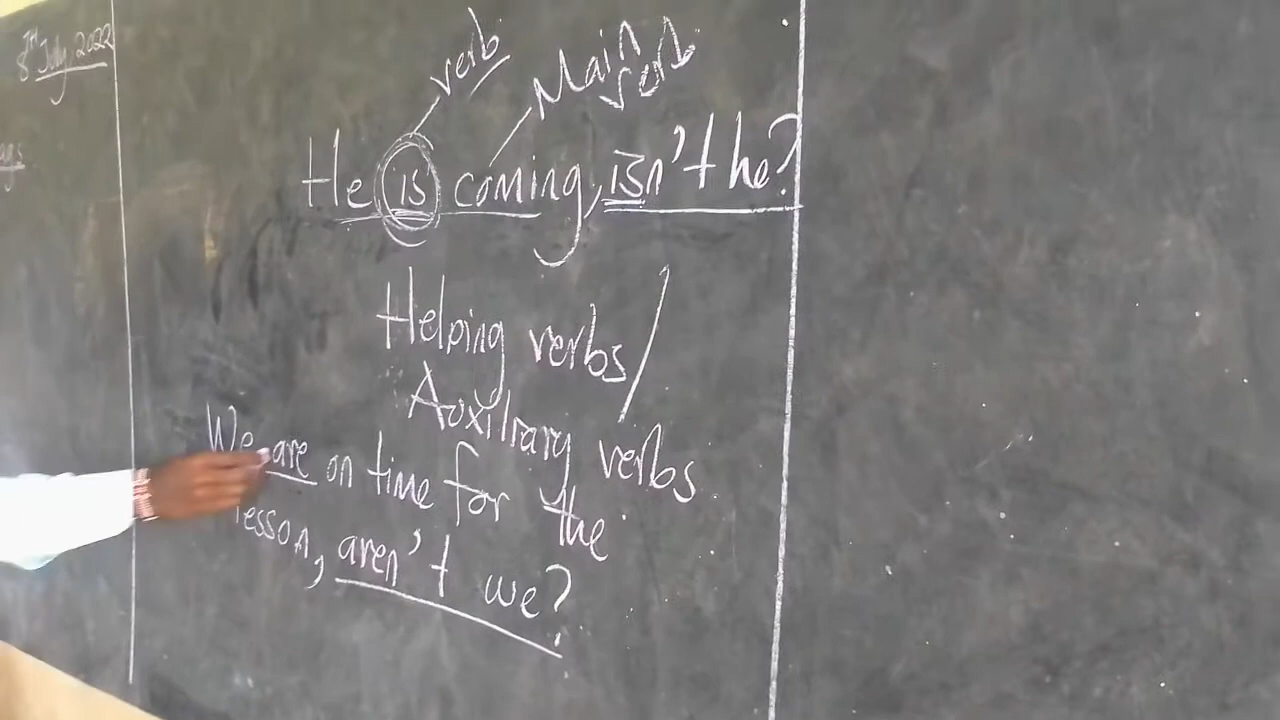 8th July, 2022
verb
Main
verb
He is coming, isn't he?
Helping verbs/
Auxiliary verbs
We are on time for the
lesson, aren't we?